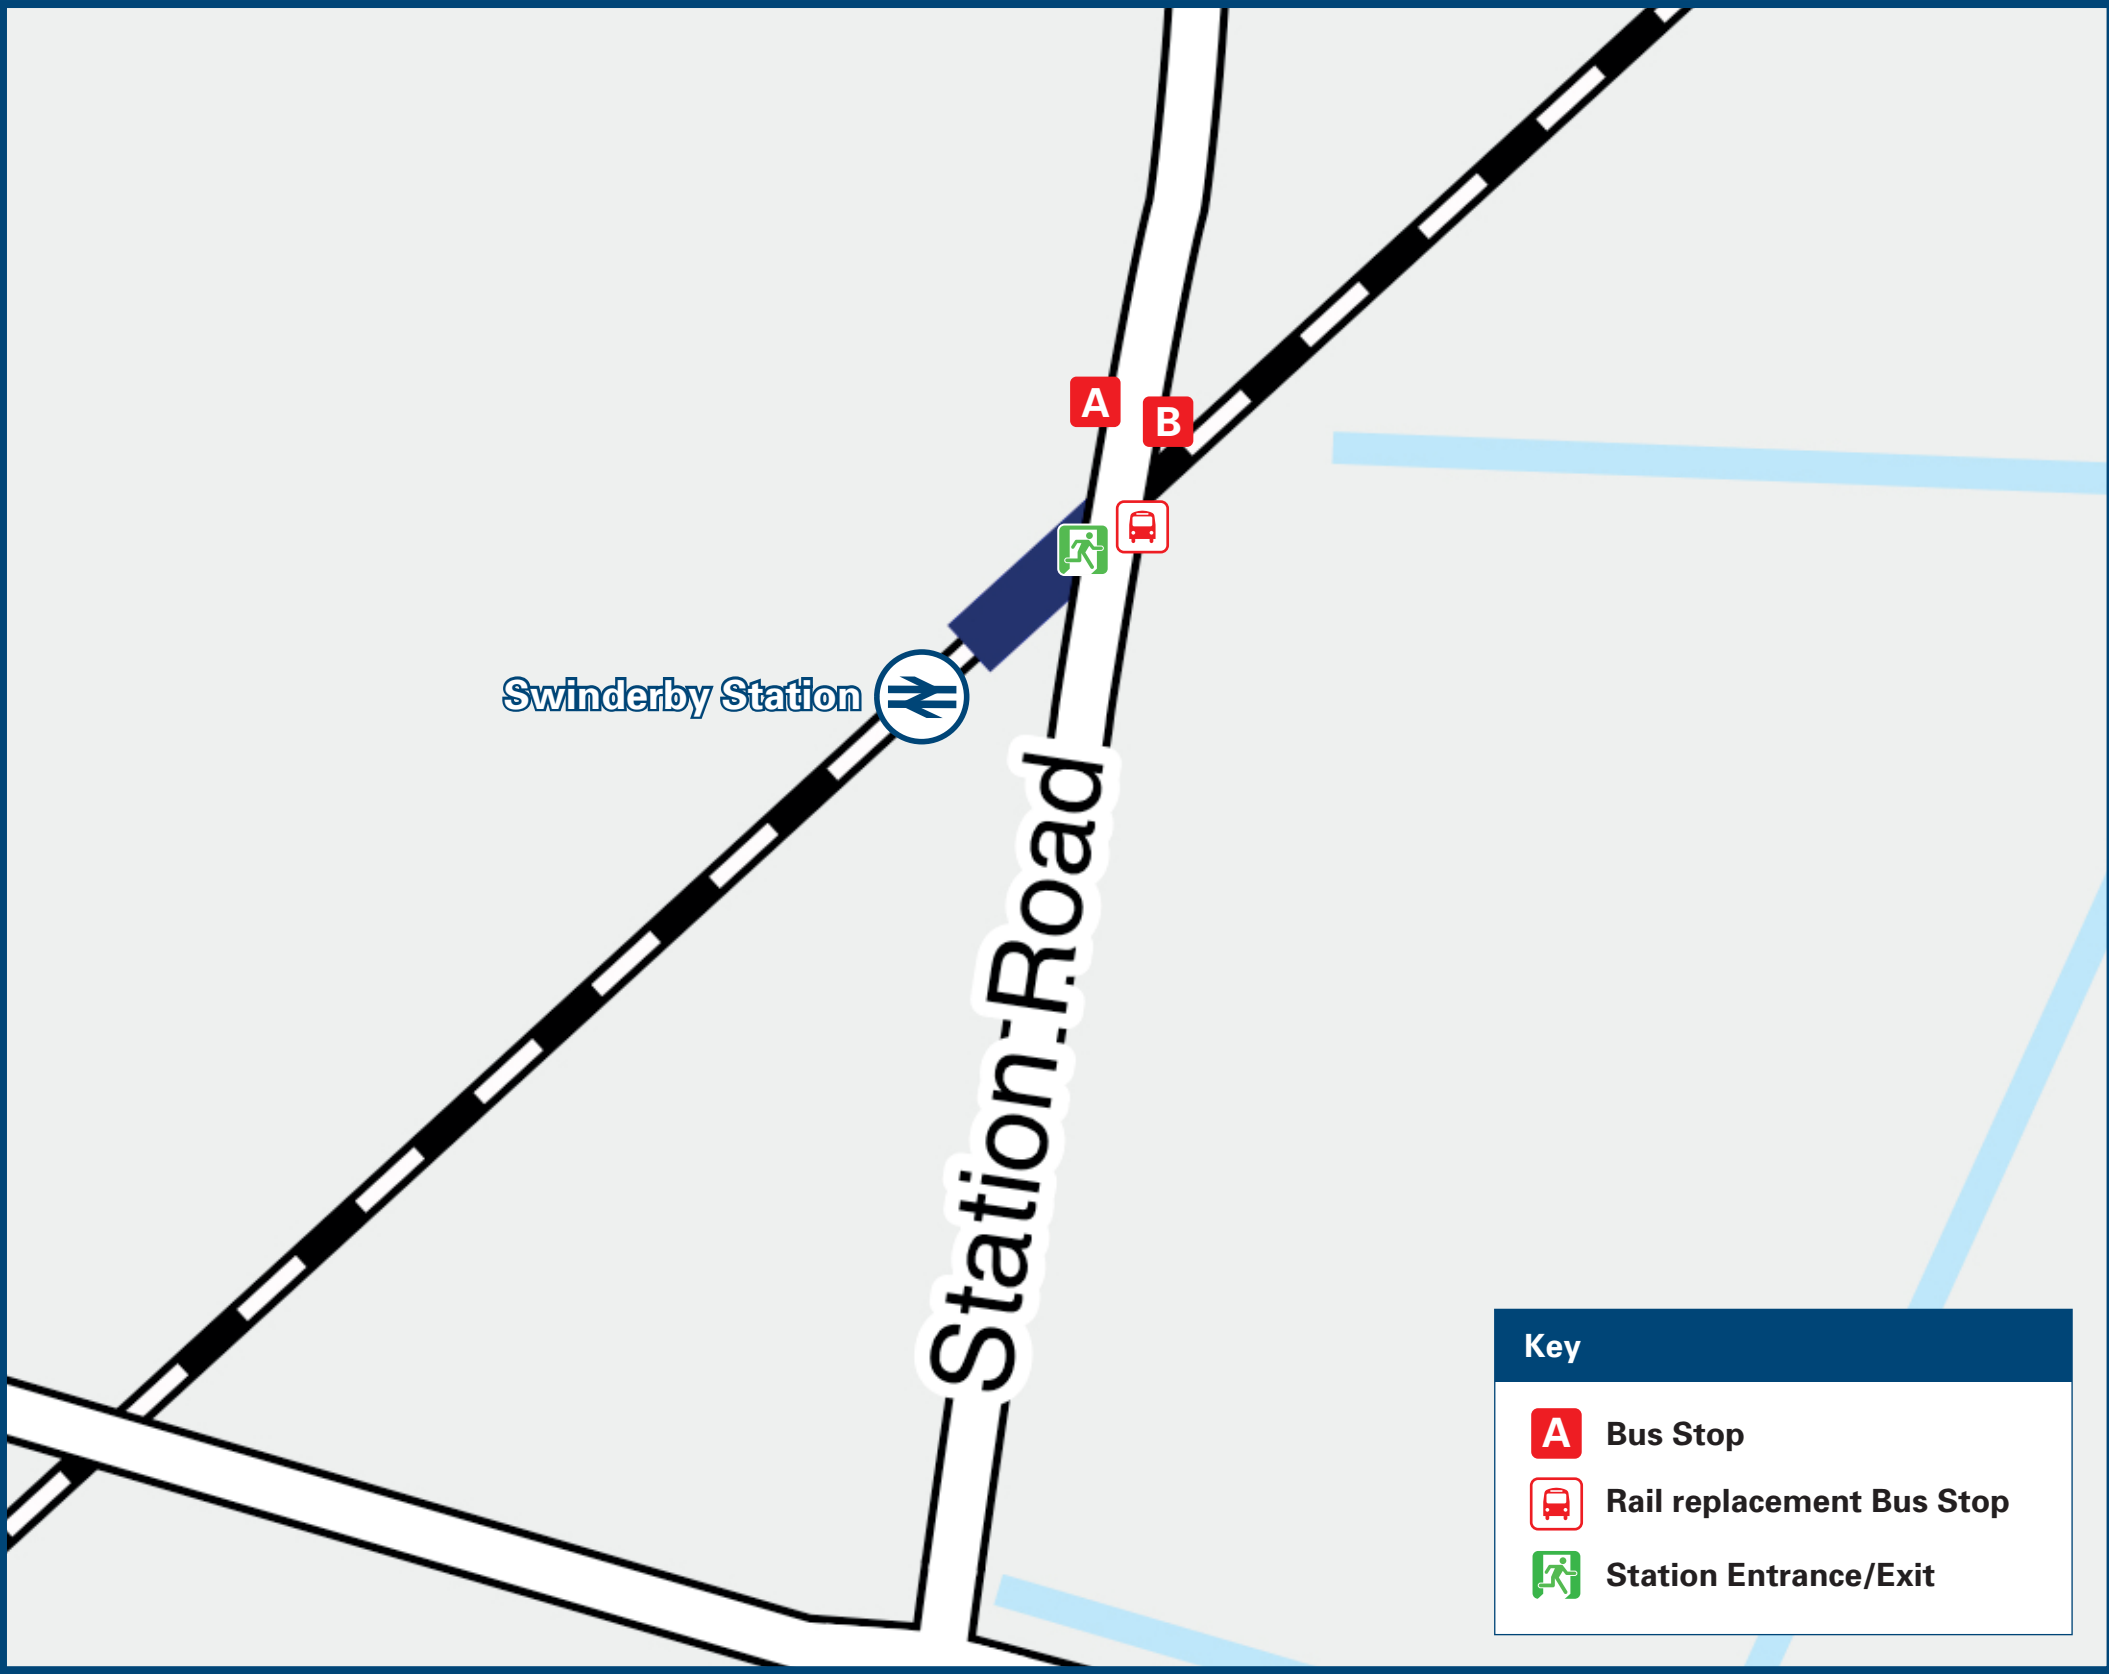 A
B
Swinderby Station
Station Road
Key
A Bus Stop
Rail replacement Bus Stop
Station Entrance/Exit